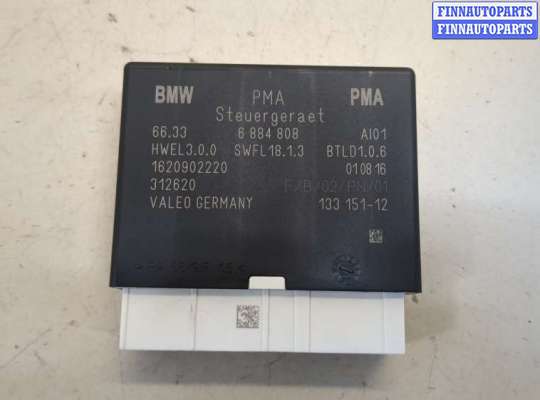 FINNAUTOPARTS
FINNAUTOPARTS
BMW PMA PMA
Steuergeraet
66.33 6 884 808 AI01
HWEL3.0.0 SWFL18.1.3 BTLD1.0.6
1620902220 010816
312620
VALEO GERMANY 133 151-12